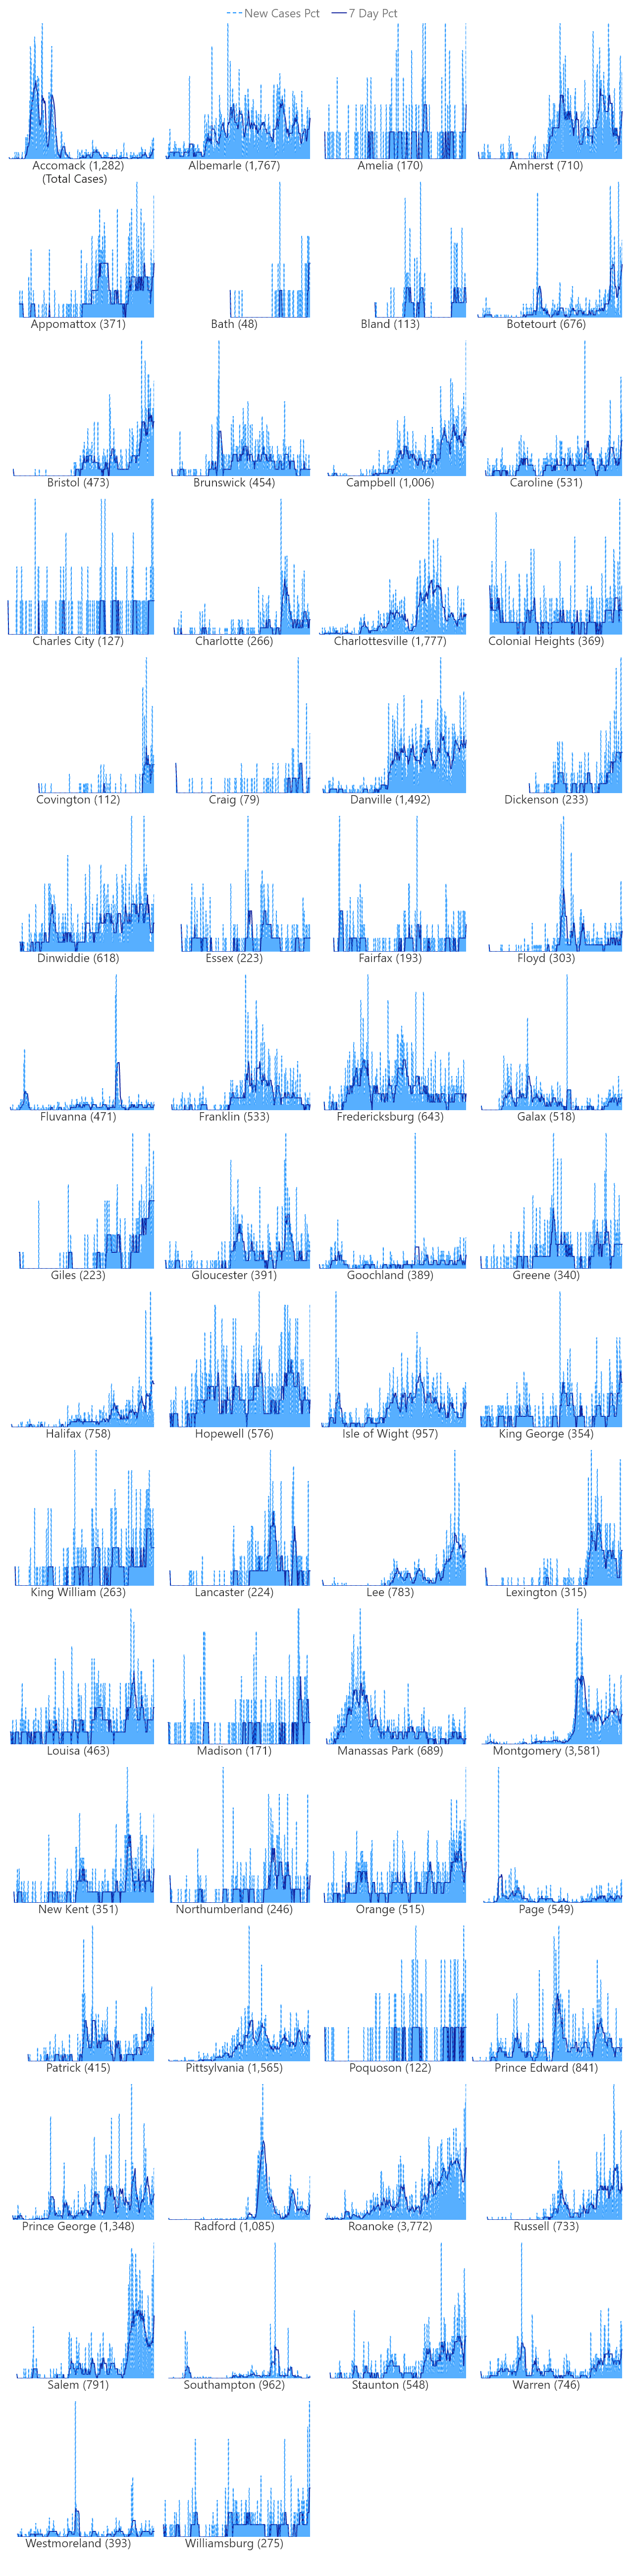 New Cases Pct 7 Day Pct
Accomack (1,282) Albemarle (1,767) Amelia (170) Amherst (710)
(Total Cases)
Appomattox (371) Bath (48) Bland (113) Botetourt (676)
Bristol (473) Brunswick (454) Campbell (1,006) Caroline (531)
Charles City (127) Charlotte (266) Charlottesville (1,777) Colonial Heights (369)
Covington (112) Craig (79) Danville (1,492) Dickenson (233)
Dinwiddie (618) Essex (223) Fairfax (193) Floyd (303)
Fluvanna (471) Franklin (533) Fredericksburg (643) Galax (518)
Giles (223) Gloucester (391) Goochland (389) Greene (340)
Halifax (758) Hopewell (576) Isle of Wight (957) King George (354)
King William (263) Lancaster (224) Lee (783) Lexington (315)
Louisa (463) Madison (171) Manassas Park (689) Montgomery (3,581)
New Kent (351) Northumberland (246) Orange (515) Page (549)
Patrick (415) Pittsylvania (1,565) Poquoson (122) Prince Edward (841)
Prince George (1,348) Radford (1,085) Roanoke (3,772) Russell (733)
Salem (791) Southampton (962) Staunton (548) Warren (746)
Westmoreland (393) Williamsburg (275)